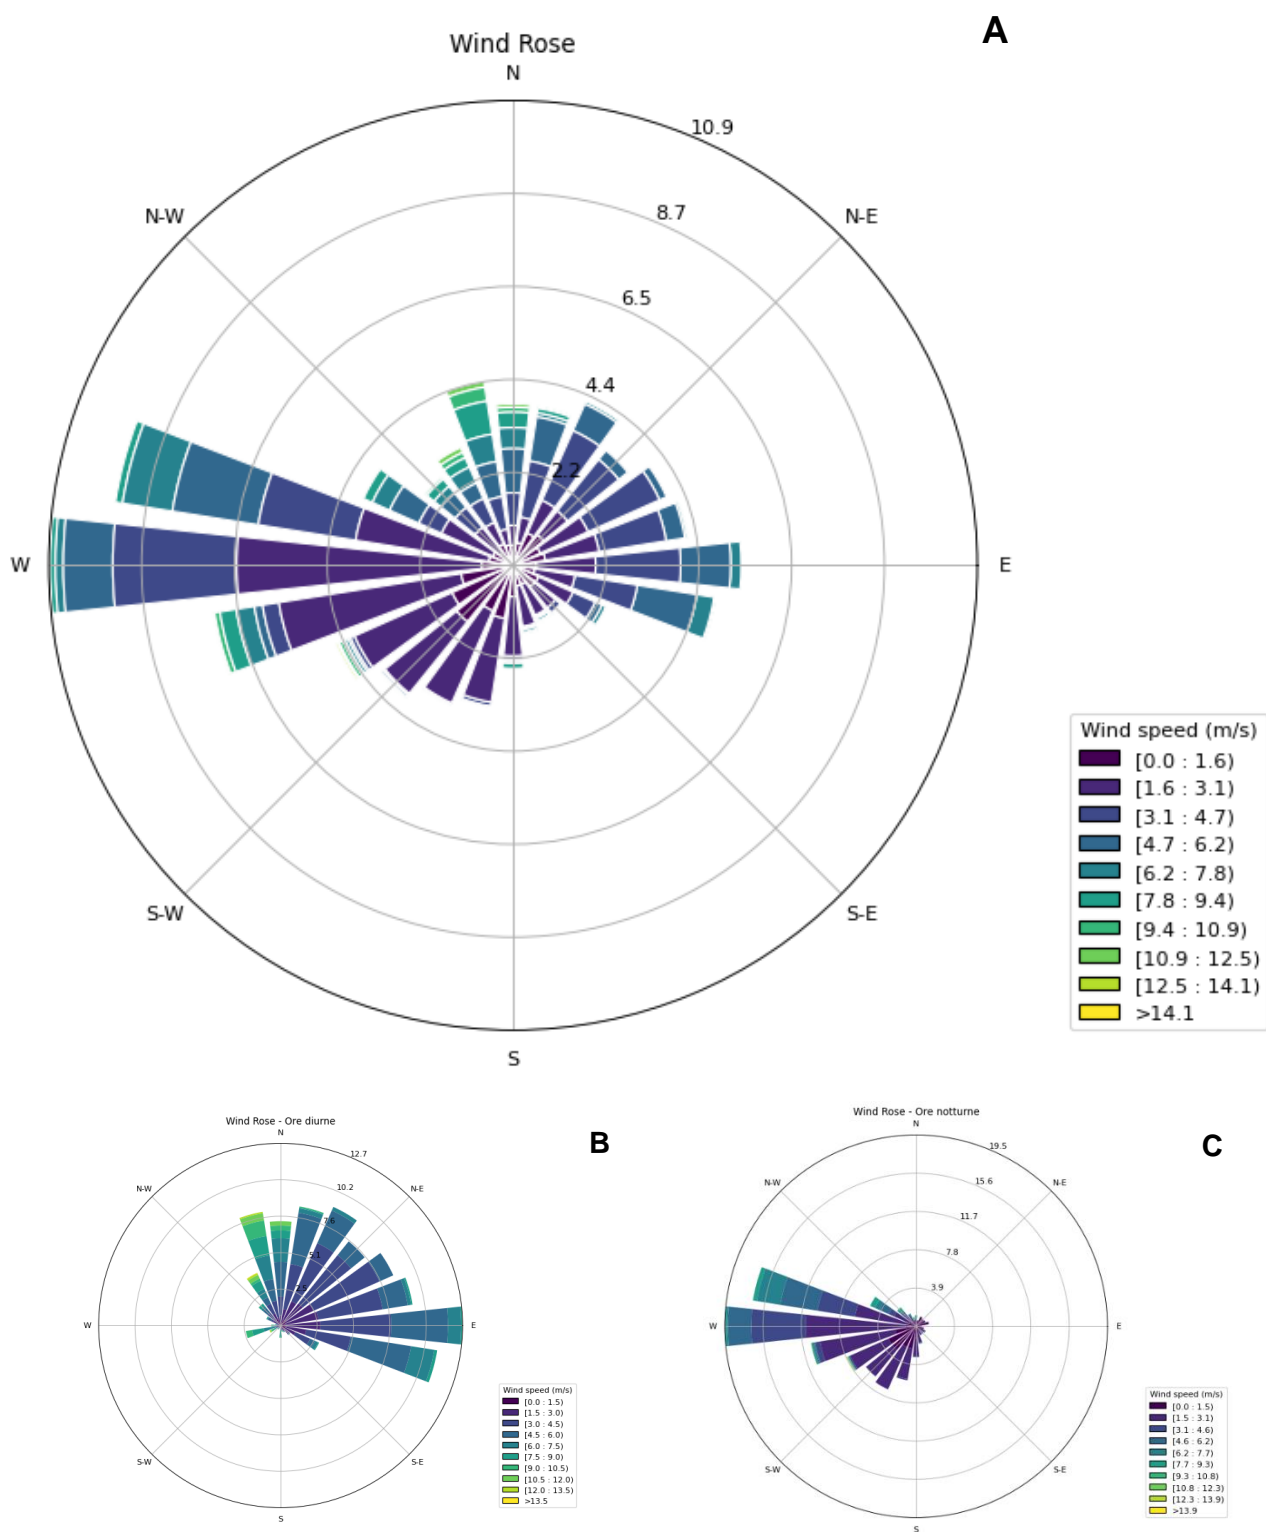 A
Wind Rose
N
10.9
8.7
N-W
N-E
6.5
4.4
2.2
W
E
S-W
S-E
S
Wind speed (m/s)
[0.0 : 1.6)
[1.6 : 3.1)
[3.1 : 4.7)
[4.7 : 6.2)
[6.2 : 7.8)
[7.8 : 9.4)
[9.4 : 10.9)
[10.9 : 12.5)
[12.5 : 14.1)
>14.1
B
Wind Rose - Ore diurne
N
12.7
10.2
N-W
N-E
7.6
5.1
2.5
W
E
S-W
S-E
S
Wind speed (m/s)
[0.0 : 1.5)
[1.5 : 3.0)
[3.0 : 4.5)
[4.5 : 6.0)
[6.0 : 7.5)
[7.5 : 9.0)
[9.0 : 10.5)
[10.5 : 12.0)
[12.0 : 13.5)
>13.5
C
Wind Rose - Ore notturne
N
19.5
15.6
N-W
N-E
11.7
7.8
3.9
W
E
S-W
S-E
S
Wind speed (m/s)
[0.0 : 1.5)
[1.5 : 3.1)
[3.1 : 4.6)
[4.6 : 6.2)
[6.2 : 7.7)
[7.7 : 9.3)
[9.3 : 10.8)
[10.8 : 12.3)
[12.3 : 13.9)
>13.9